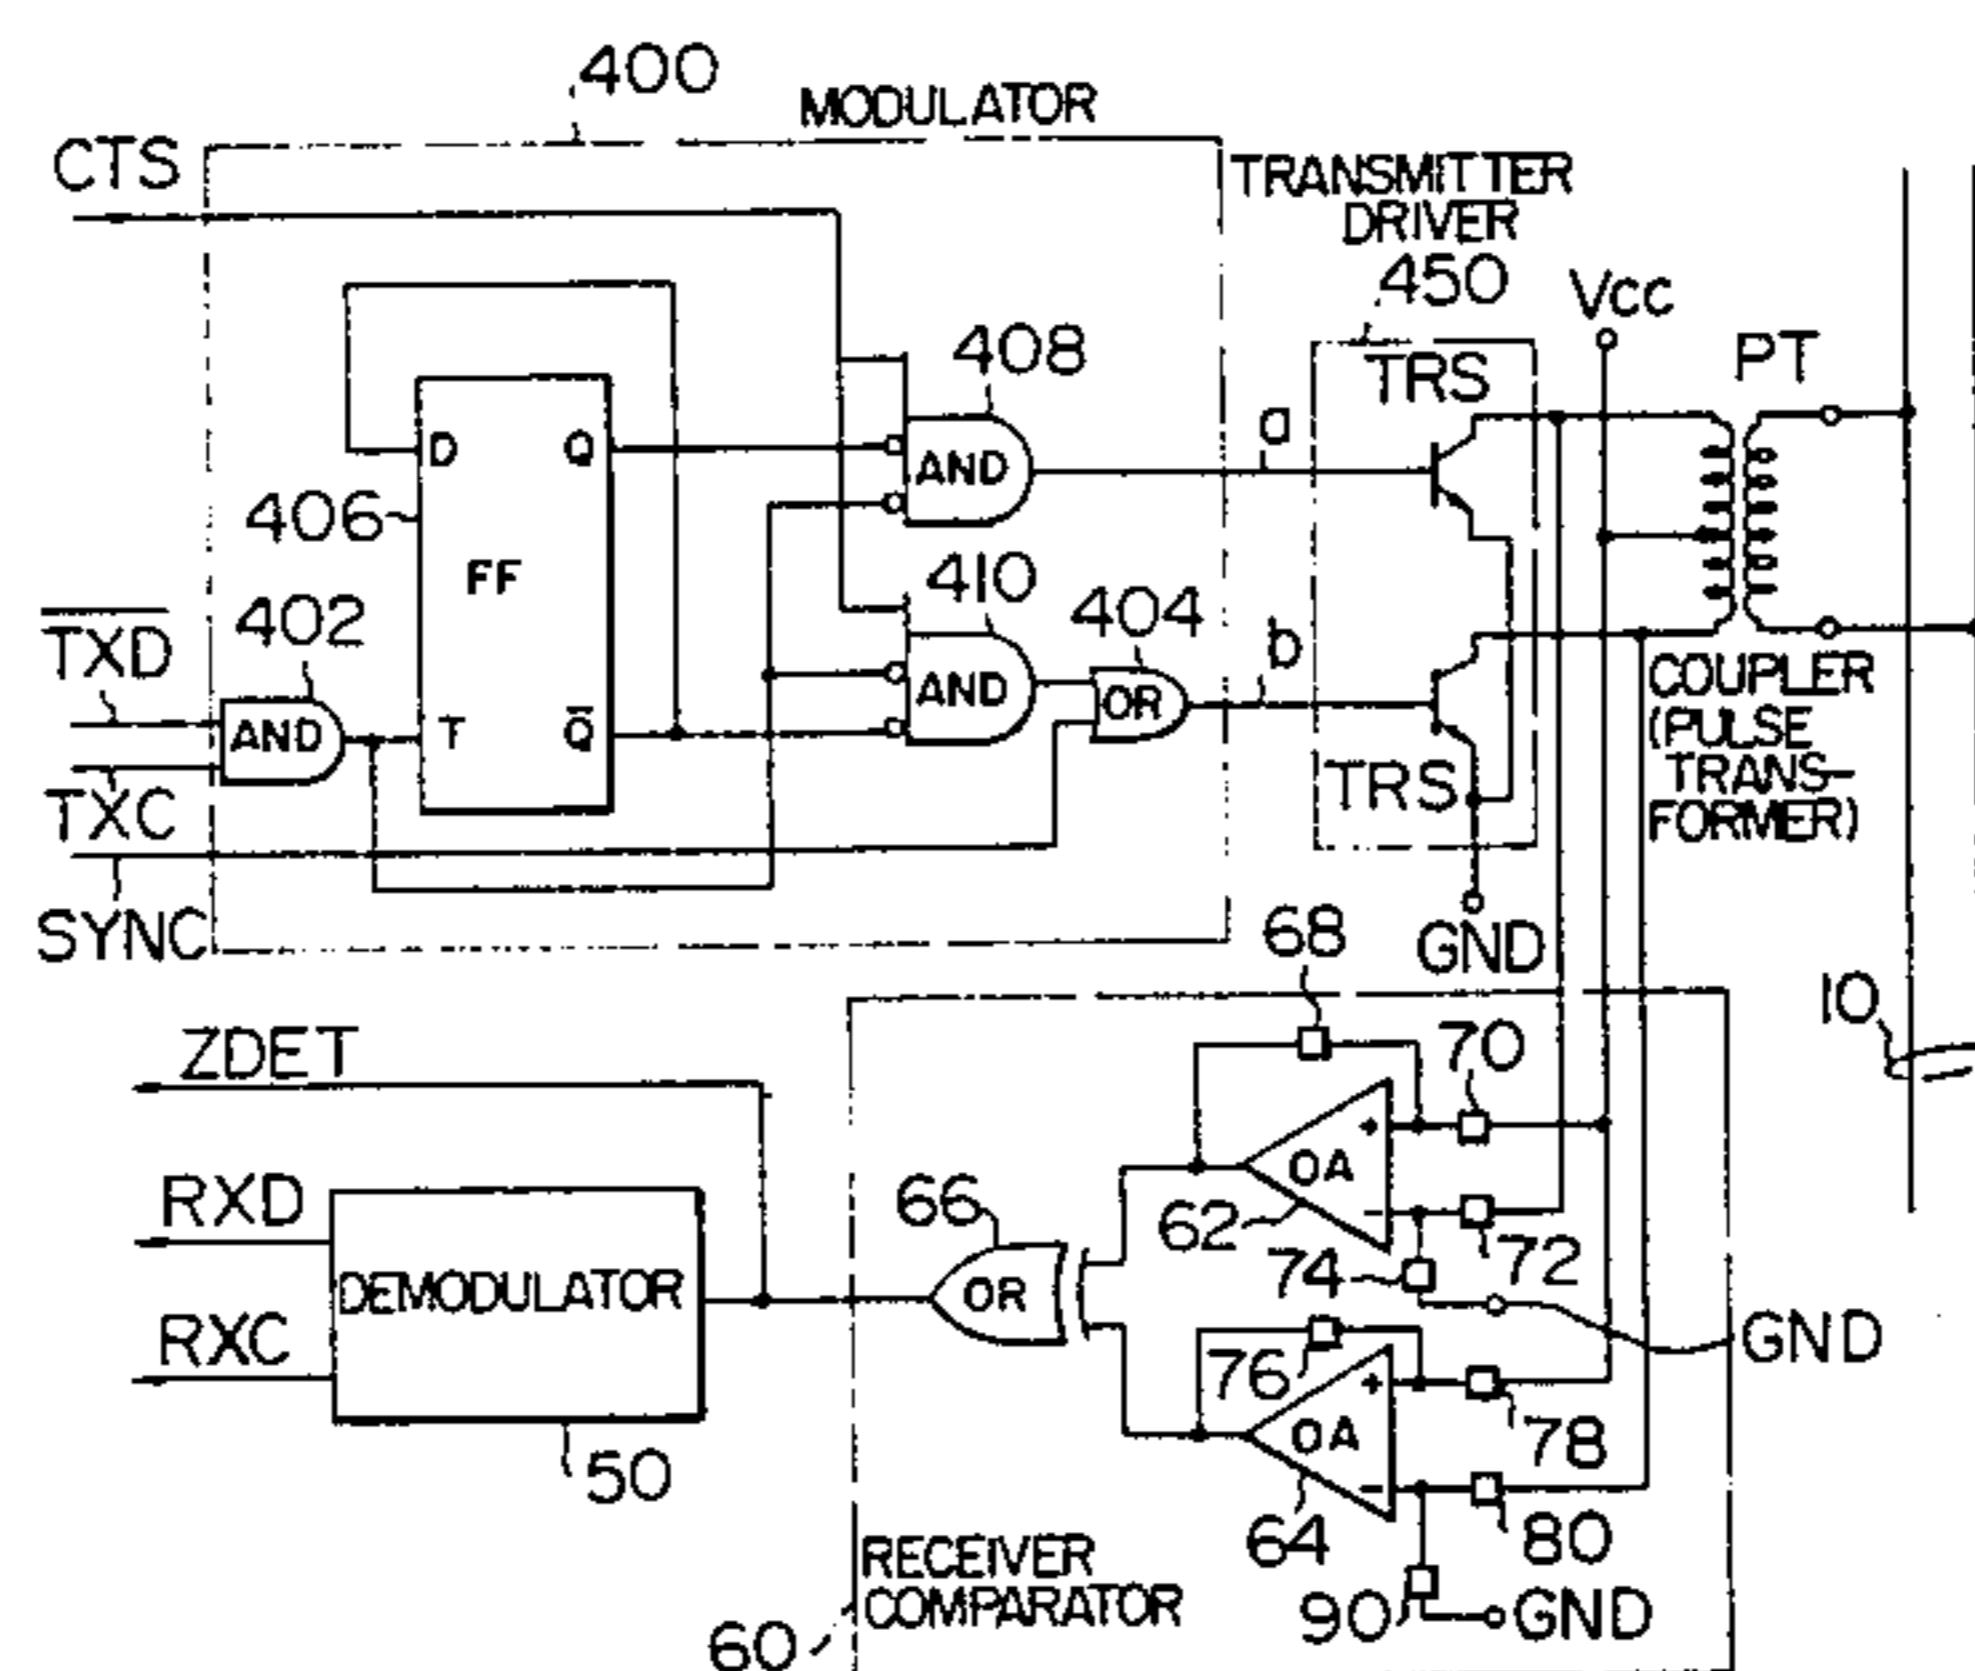 400
MODULATOR
CTS
TRANSMITTER
DRIVER
450
Vcc
408
TRS
PT
a
D
Q
AND
406
FF
410
404
402
TXD
b
AND
OR
COUPLER
(PULSE
TRANS-
FORMER)
AND
T
Q
TRS
TXC
SYNC
68
GND
10
ZDET
70
+
OA
RXD
66
62
-
72
74
DEMODULATOR
OR
GND
RXC
76
+
78
OA
50
-
64
80
RECEIVER
COMPARATOR
90
GND
60